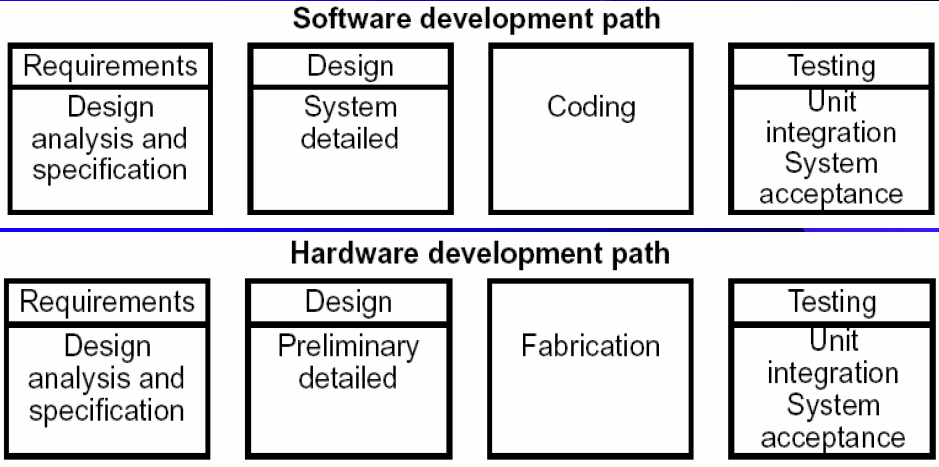 Software development path
Requirements
Design
analysis and
specification
Design
System
detailed
Coding
Testing
Unit
integration
System
acceptance
Hardware development path
Requirements
Design
analysis and
specification
Design
Preliminary
detailed
Fabrication
Testing
Unit
integration
System
acceptance